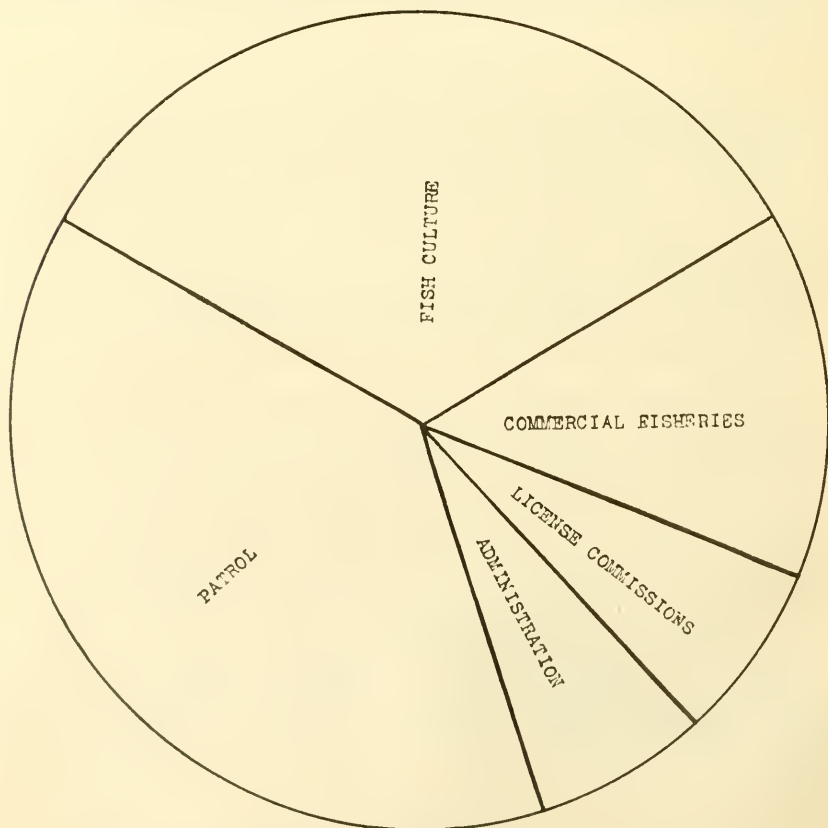 FISH CULTURE
COMMERCIAL FISHERIES
LICENSE COMMISSIONS
ADMINISTRATION
PATROL